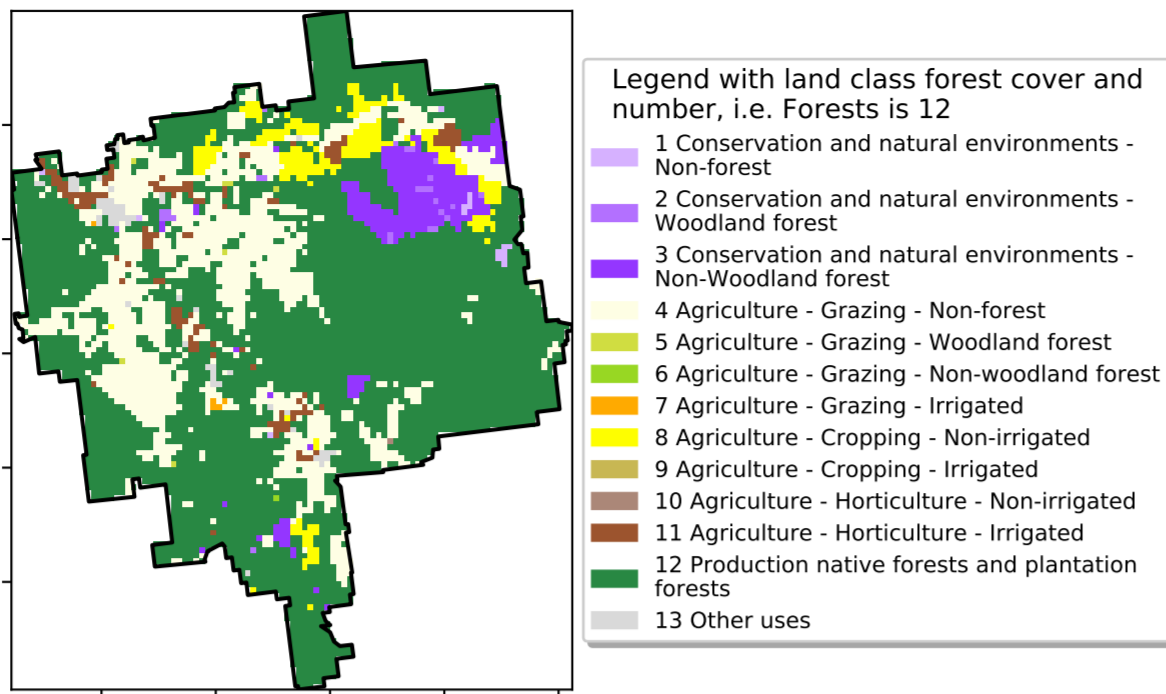 Legend with land class forest cover and
number, i.e. Forests is 12
1 Conservation and natural environments -
Non-forest
2 Conservation and natural environments -
Woodland forest
3 Conservation and natural environments -
Non-Woodland forest
4 Agriculture - Grazing - Non-forest
5 Agriculture - Grazing - Woodland forest
6 Agriculture - Grazing - Non-woodland forest
7 Agriculture - Grazing - Irrigated
8 Agriculture - Cropping - Non-irrigated
9 Agriculture - Cropping - Irrigated
10 Agriculture - Horticulture - Non-irrigated
11 Agriculture - Horticulture - Irrigated
12 Production native forests and plantation
forests
13 Other uses